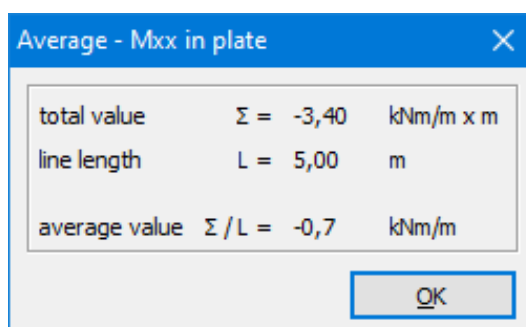 Average - Mxx in plate
total value Σ = -3,40 kNm/m x m
line length L = 5,00 m
average value Σ / L = -0,7 kNm/m
OK